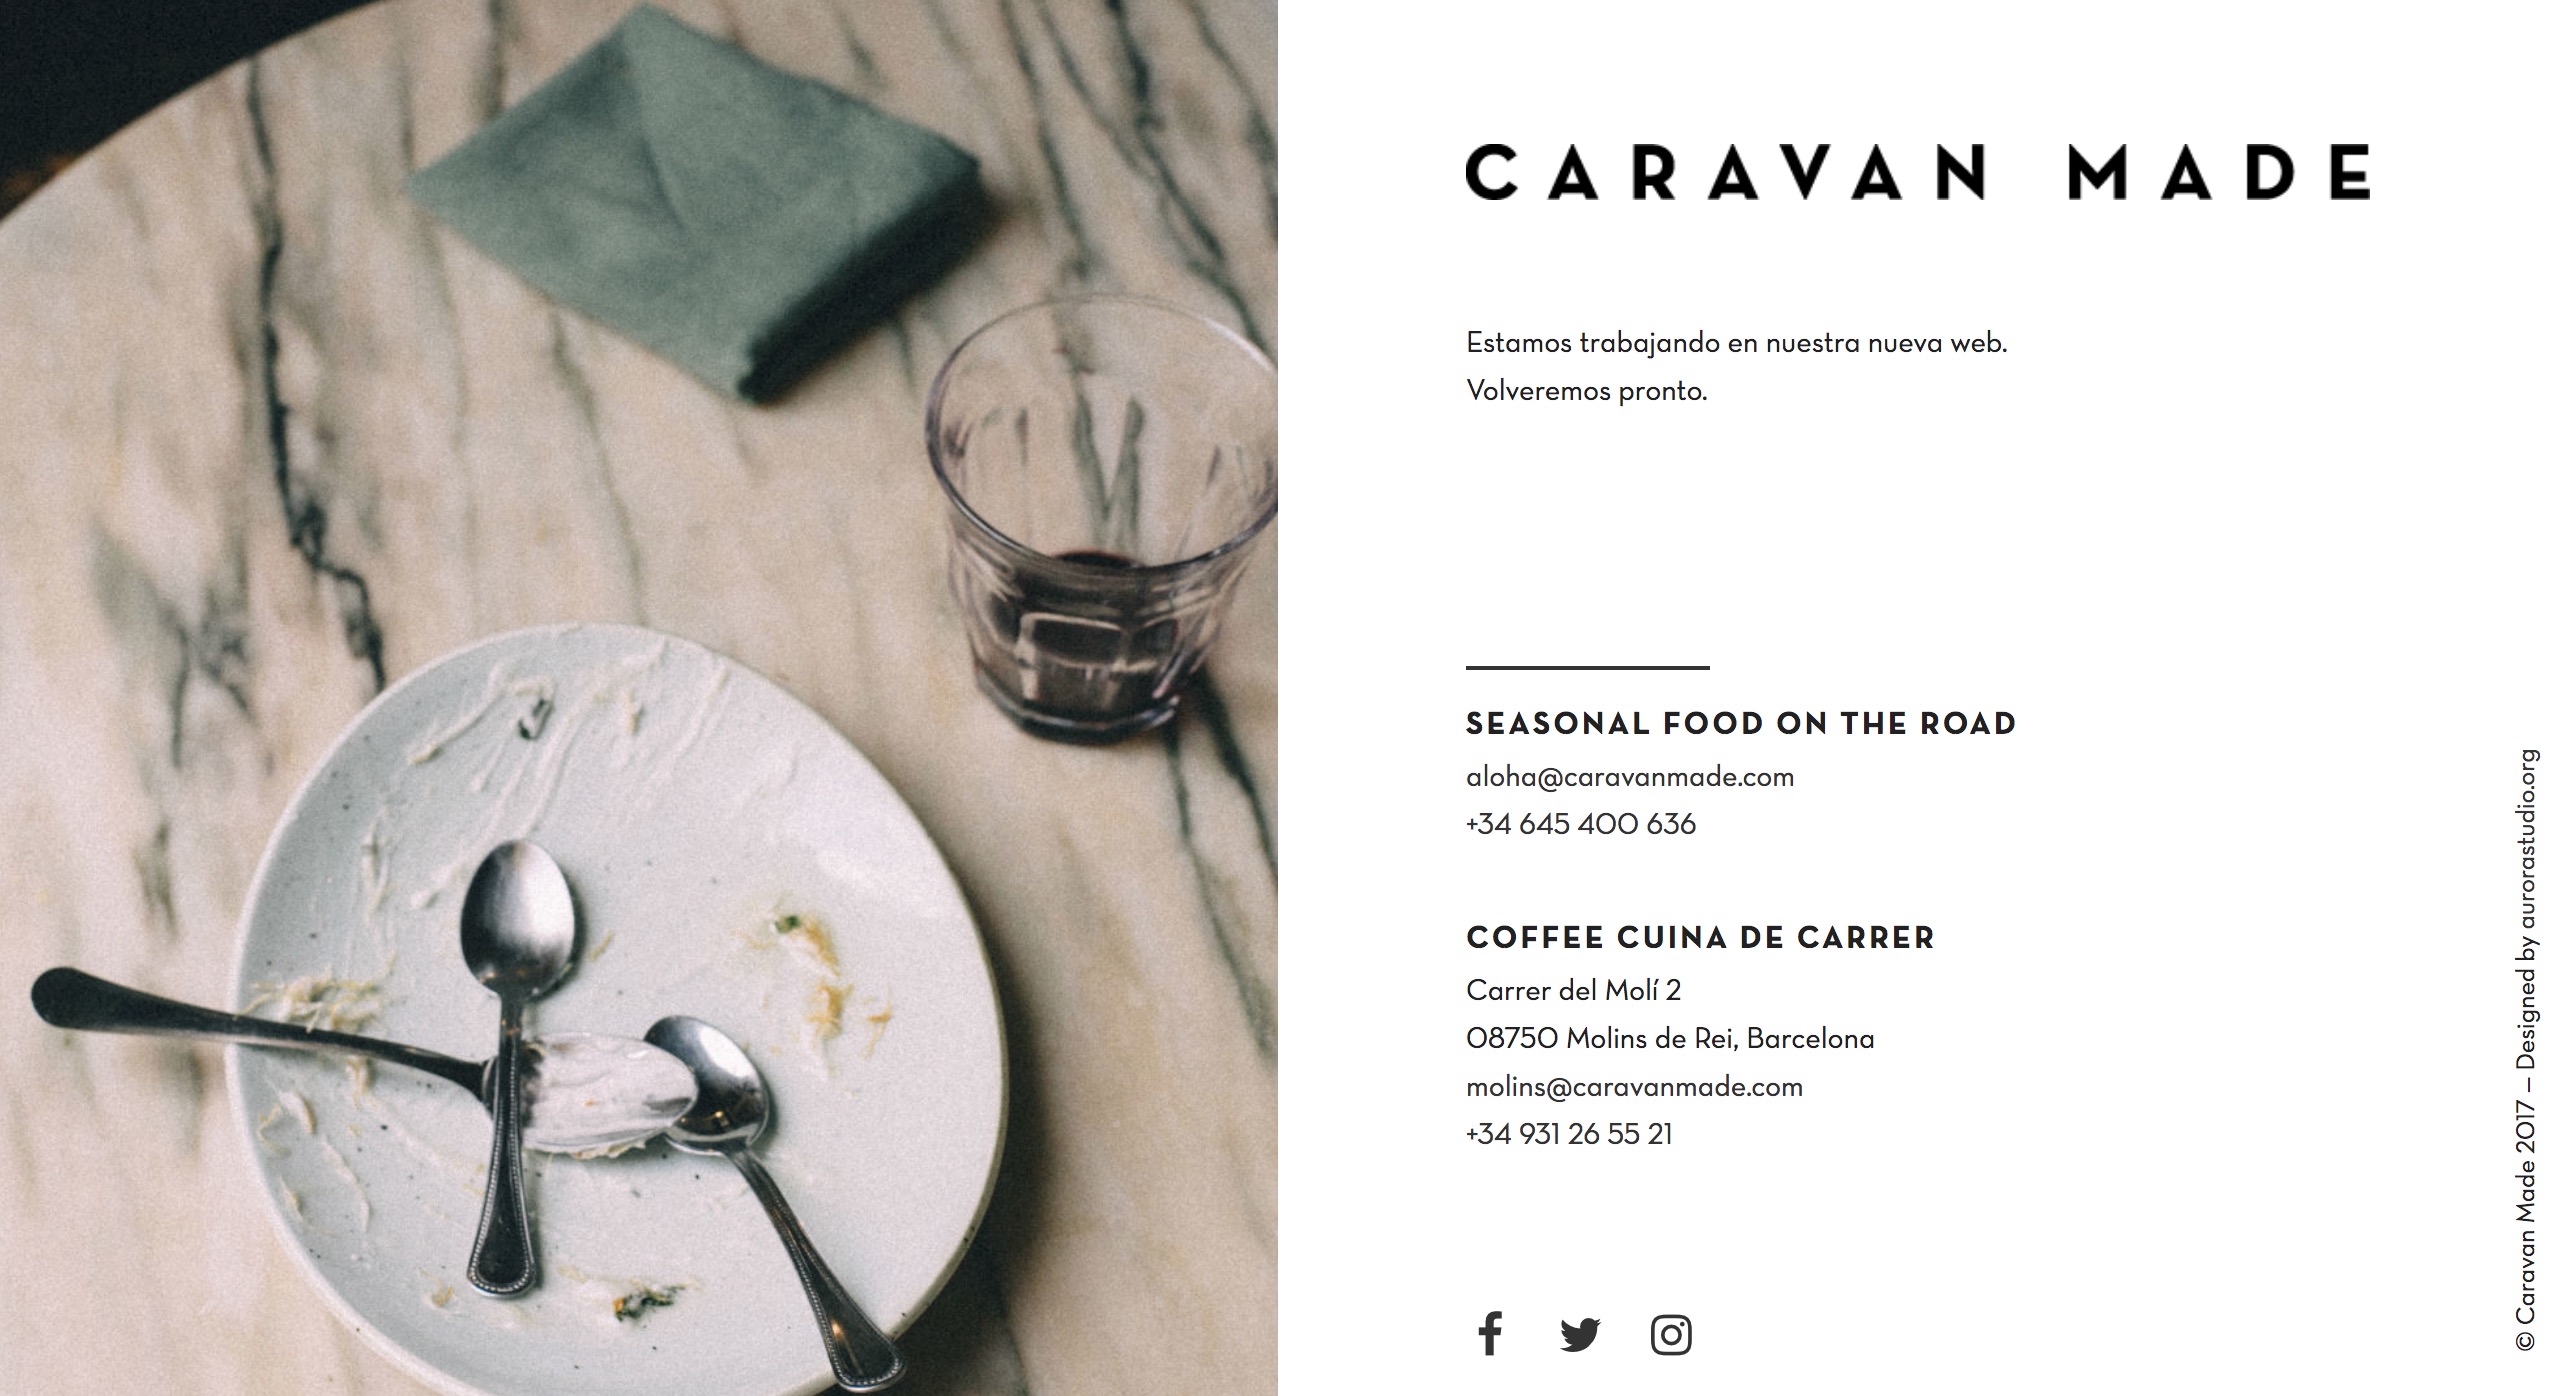 CARAVAN MADE
Estamos trabajando en nuestra nueva web.
Volveremos pronto.
SEASONAL FOOD ON THE ROAD
aloha@caravanmade.com
+34 645 400 636
COFFEE CUINA DE CARRER
Carrer del Molí 2
08750 Molins de Rei, Barcelona
molins@caravanmade.com
+34 931 26 55 21
© Caravan Made 2017 – Designed by aurorastudio.org